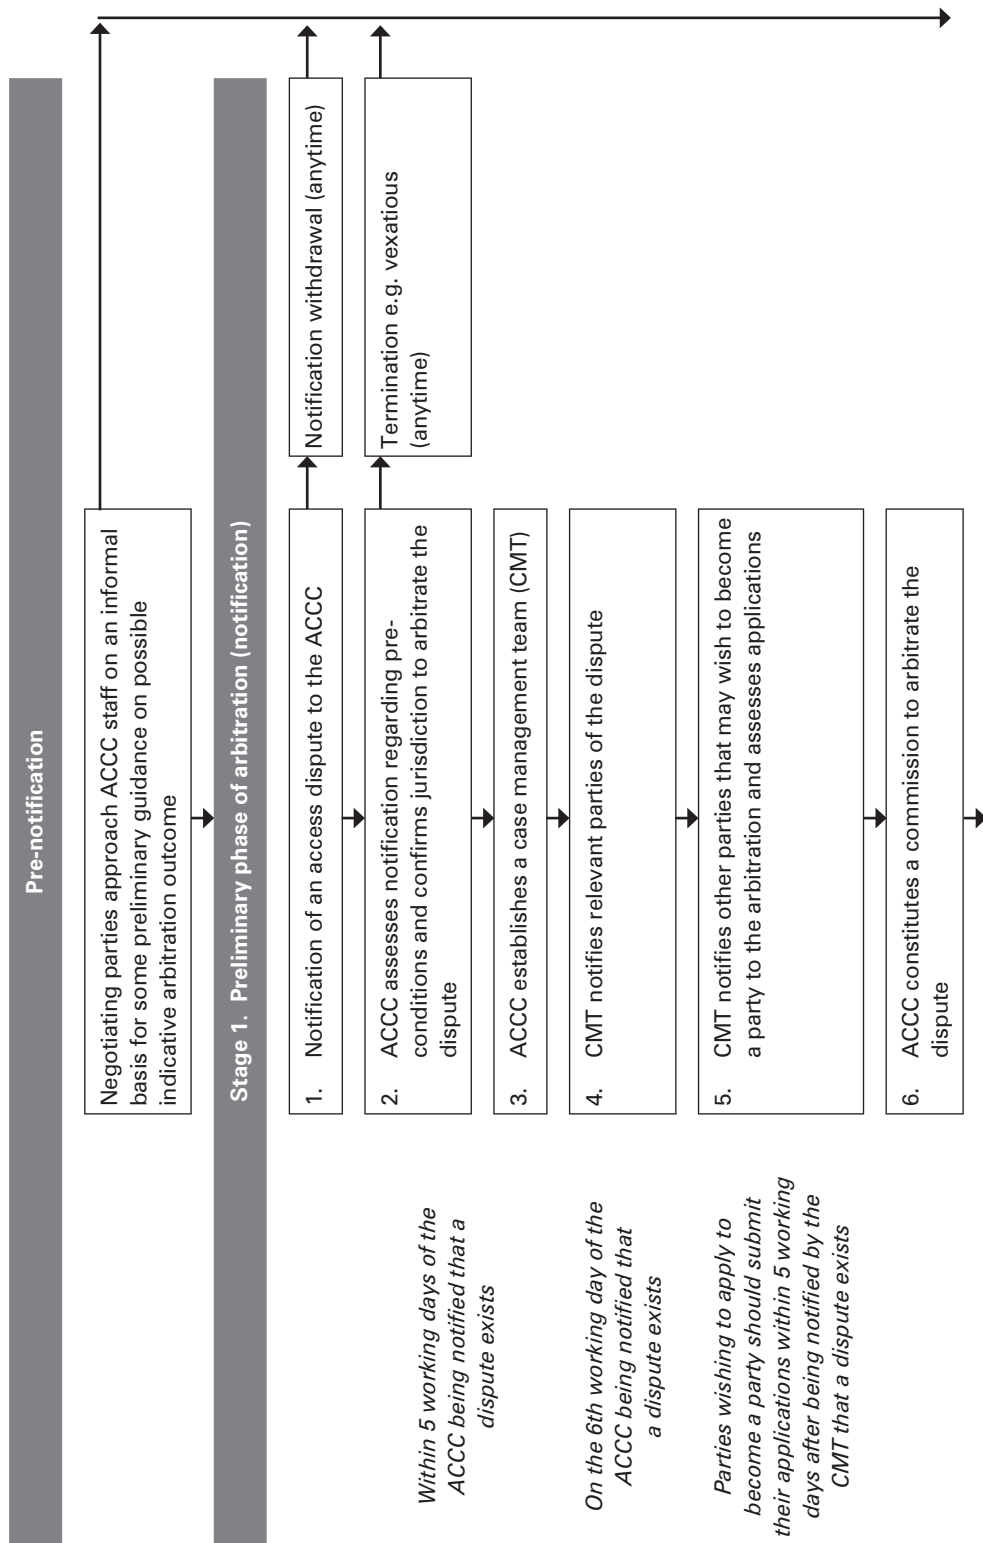 Pre-notification
Negotiating parties approach ACCC staff on an informal
basis for some preliminary guidance on possible
indicative arbitration outcome
Stage 1. Preliminary phase of arbitration (notification)
1. Notification of an access dispute to the ACCC
Notification withdrawal (anytime)
Within 5 working days of the
ACCC being notified that a
dispute exists
2. ACCC assesses notification regarding pre-
conditions and confirms jurisdiction to arbitrate the
dispute
Termination e.g. vexatious
(anytime)
3. ACCC establishes a case management team (CMT)
On the 6th working day of the
ACCC being notified that
a dispute exists
4. CMT notifies relevant parties of the dispute
Parties wishing to apply to
become a party should submit
their applications within 5 working
days after being notified by the
CMT that a dispute exists
5. CMT notifies other parties that may wish to become
a party to the arbitration and assesses applications
6. ACCC constitutes a commission to arbitrate the
dispute